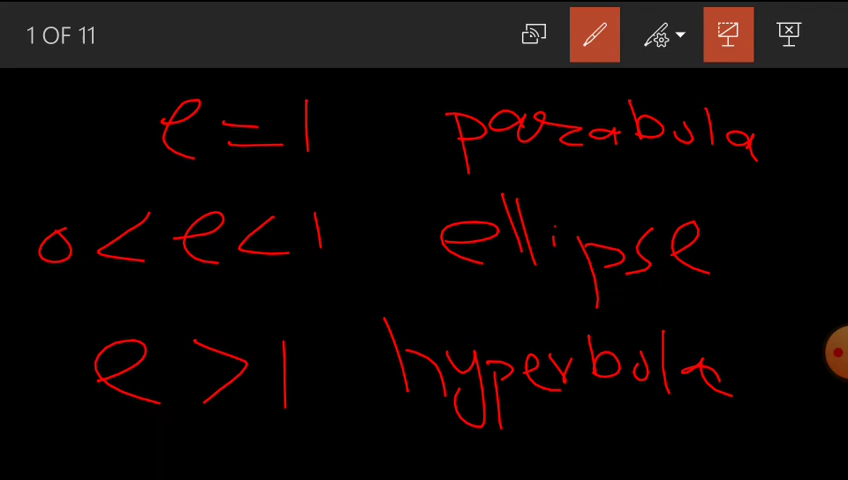 1 OF 11
e = 1 parabola
0 < e < 1 ellipse
e > 1 hyperbola